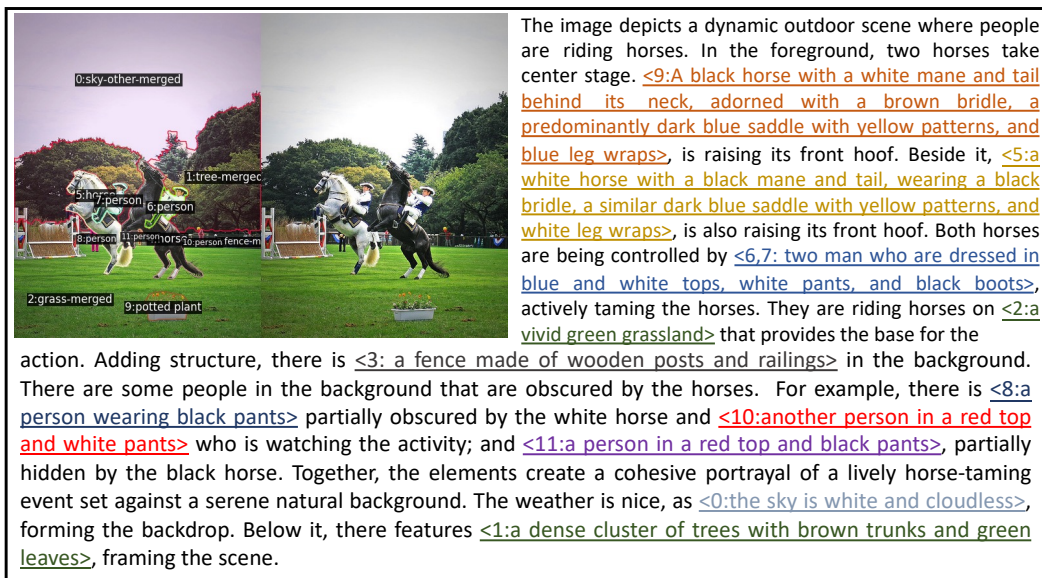 0:sky-other-merged
1:tree-merged
5:horse
7:person
6:person
8:person
11:person
horse
10:person
fence-m
2:grass-merged
9:potted plant
The image depicts a dynamic outdoor scene where people
are riding horses. In the foreground, two horses take
center stage. <9:A black horse with a white mane and tail
behind its neck, adorned with a brown bridle, a
predominantly dark blue saddle with yellow patterns, and
blue leg wraps>, is raising its front hoof. Beside it, <5:a
white horse with a black mane and tail, wearing a black
bridle, a similar dark blue saddle with yellow patterns, and
white leg wraps>, is also raising its front hoof. Both horses
are being controlled by <6,7: two man who are dressed in
blue and white tops, white pants, and black boots>,
actively taming the horses. They are riding horses on <2:a
vivid green grassland> that provides the base for the
action. Adding structure, there is <3: a fence made of wooden posts and railings> in the background.
There are some people in the background that are obscured by the horses. For example, there is <8:a
person wearing black pants> partially obscured by the white horse and <10:another person in a red top
and white pants> who is watching the activity; and <11:a person in a red top and black pants>, partially
hidden by the black horse. Together, the elements create a cohesive portrayal of a lively horse-taming
event set against a serene natural background. The weather is nice, as <0:the sky is white and cloudless>,
forming the backdrop. Below it, there features <1:a dense cluster of trees with brown trunks and green
leaves>, framing the scene.